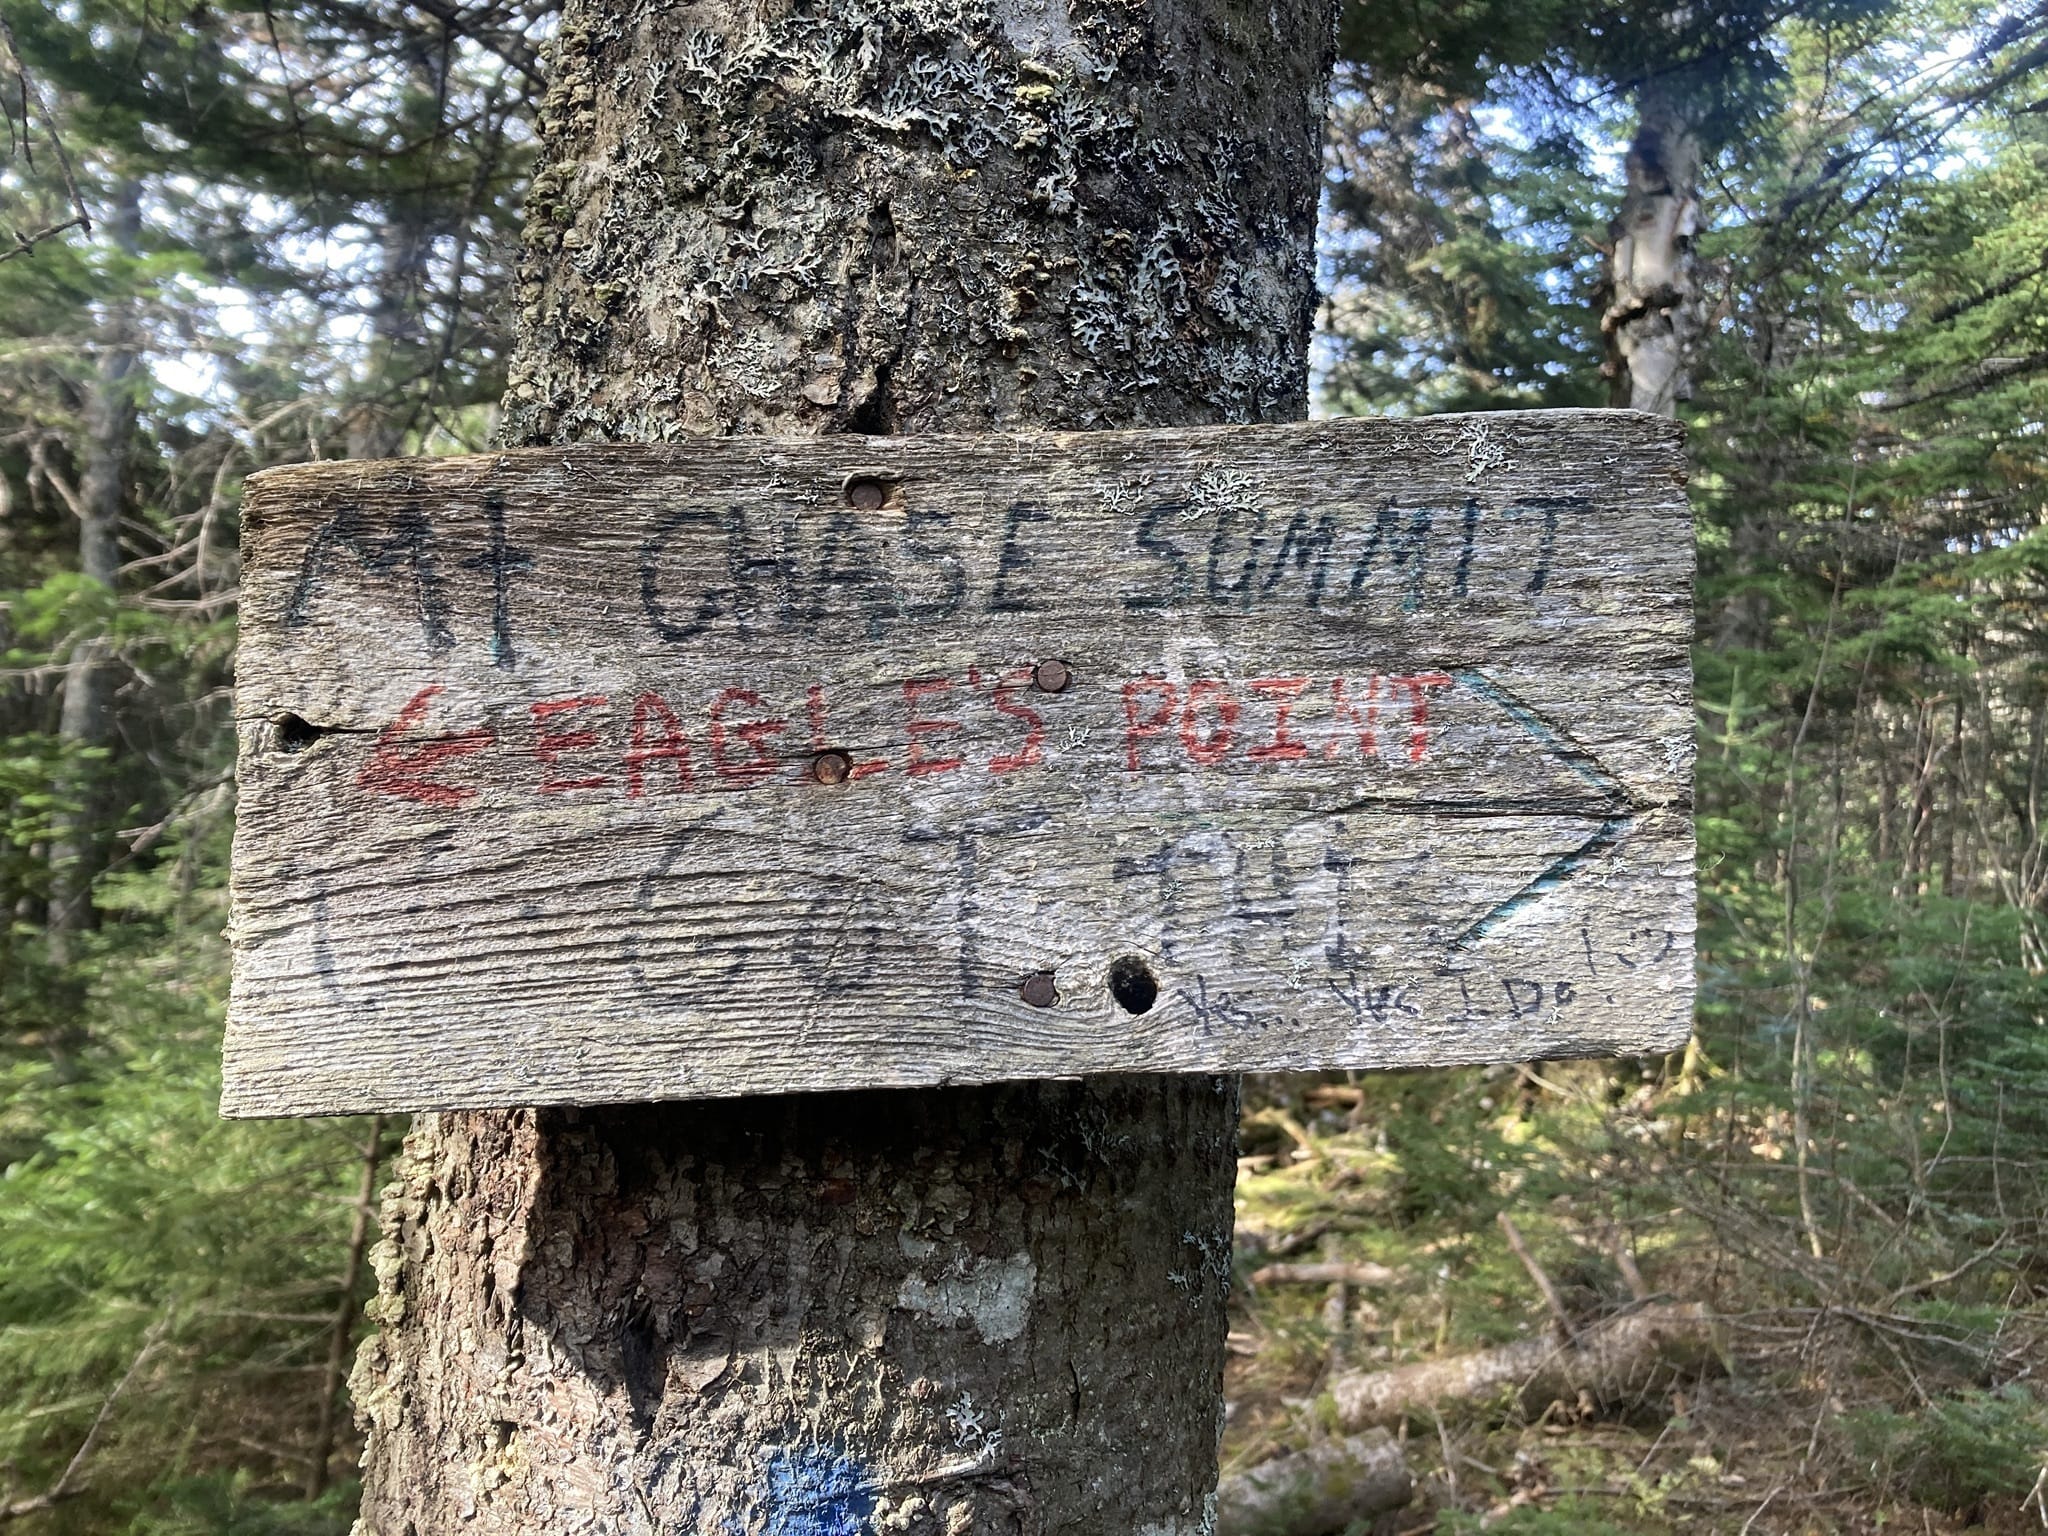 Mt CHASE SUMMIT
← EAGLE'S POINT
Yes... Yes I Do.